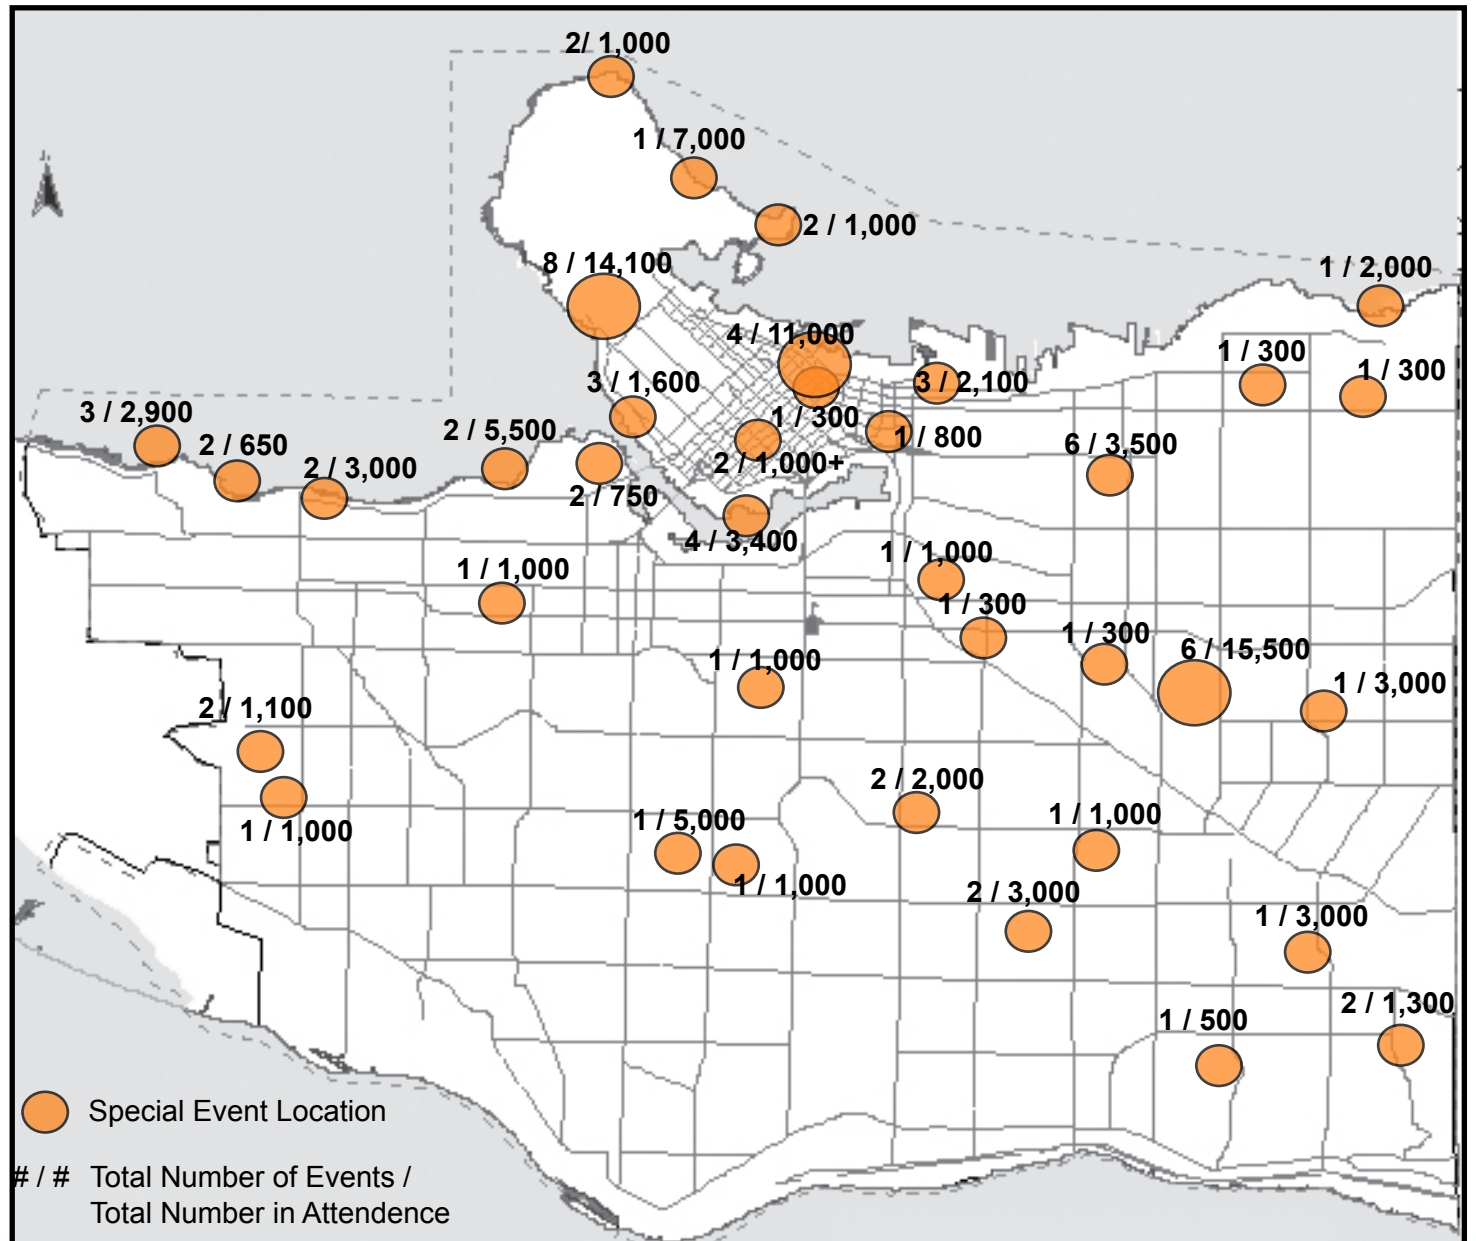 2/ 1,000
1 / 7,000
2 / 1,000
8 / 14,100
1 / 2,000
4 / 11,000
1 / 300
1 / 300
3 / 1,600
3 / 2,100
3 / 2,900
2 / 650
2 / 5,500
1 / 300
1 / 800
6 / 3,500
2 / 3,000
2 / 750
2 / 1,000+
4 / 3,400
1 / 1,000
1 / 1,000
1 / 300
1 / 300
6 / 15,500
1 / 1,000
1 / 3,000
2 / 1,100
2 / 2,000
1 / 1,000
1 / 5,000
1 / 1,000
1 / 1,000
2 / 3,000
1 / 3,000
2 / 1,300
1 / 500
Special Event Location
# / # Total Number of Events /
Total Number in Attendence